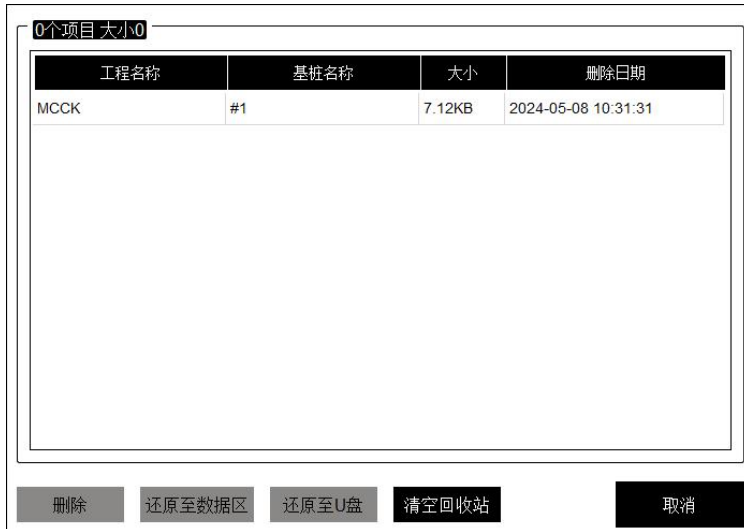 0个项目 大小0
工程名称 基桩名称 大小 删除日期
MCCK #1 7.12KB 2024-05-08 10:31:31
删除 还原至数据区 还原至U盘 清空回收站 取消